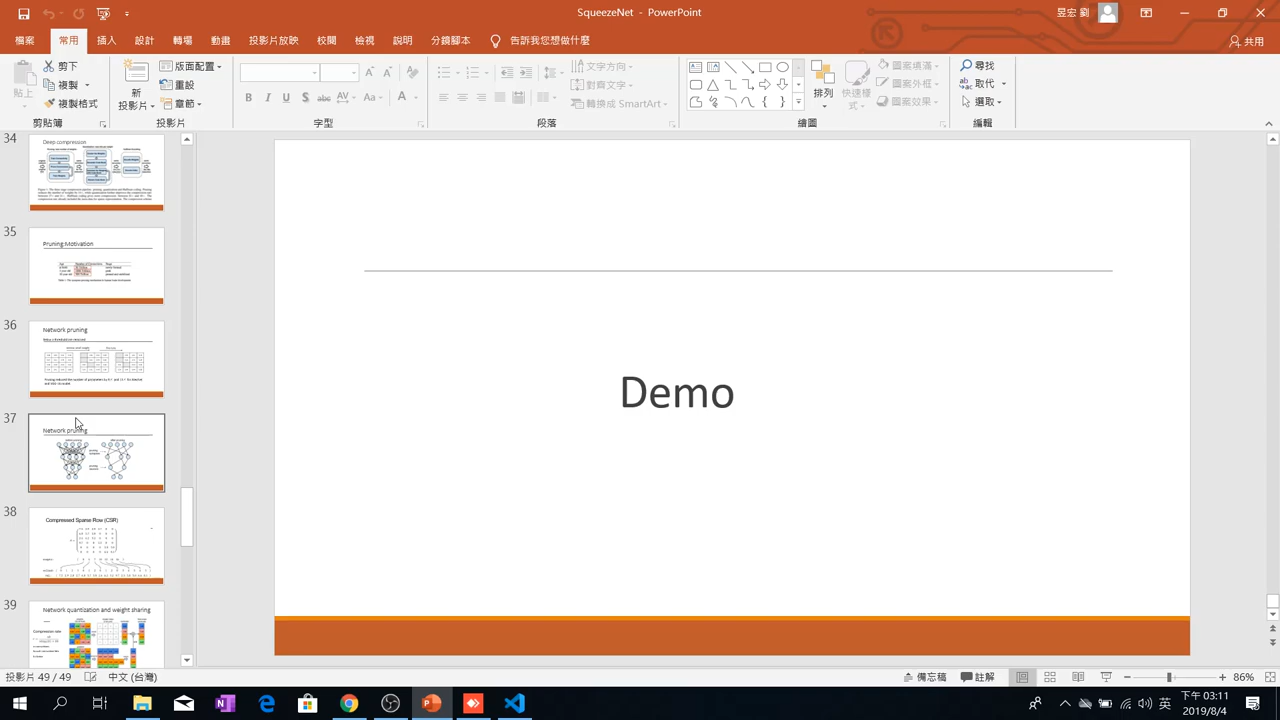 SqueezeNet - PowerPoint
昱宏 劉
檔案
常用
插入
設計
轉場
動畫
投影片放映
校閱
檢視
說明
分鏡腳本
告訴我您想做什麼
共用
貼上
剪下
複製
複製格式
剪貼簿
新
投影片
版面配置
重設
章節
投影片
B I U S abc AV Aa A
字型
文字方向
對齊文字
轉換成 SmartArt
段落
排列
快速樣
式
圖案填滿
圖案外框
圖案效果
繪圖
尋找
取代
選取
編輯
34
Deep compression
35
Pruning:Motivation
36
Network pruning
37
Network pruning
38
Compressed Sparse Row (CSR)
39
Network quantization and weight sharing
Compression rate
Demo
投影片 49 / 49
中文 (台灣)
備忘稿
註解
86%
英
下午 03:11
2019/8/4